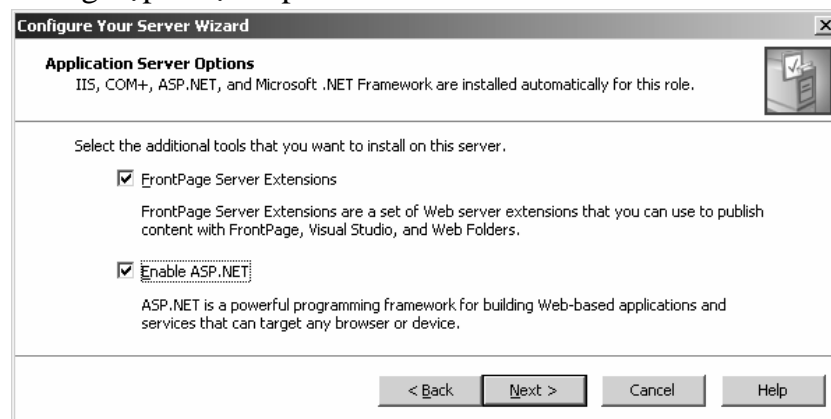 Configure Your Server Wizard
Application Server Options
IIS, COM+, ASP.NET, and Microsoft .NET Framework are installed automatically for this role.
Select the additional tools that you want to install on this server.
FrontPage Server Extensions
FrontPage Server Extensions are a set of Web server extensions that you can use to publish
content with FrontPage, Visual Studio, and Web Folders.
Enable ASP.NET
ASP.NET is a powerful programming framework for building Web-based applications and
services that can target any browser or device.
< Back Next > Cancel Help